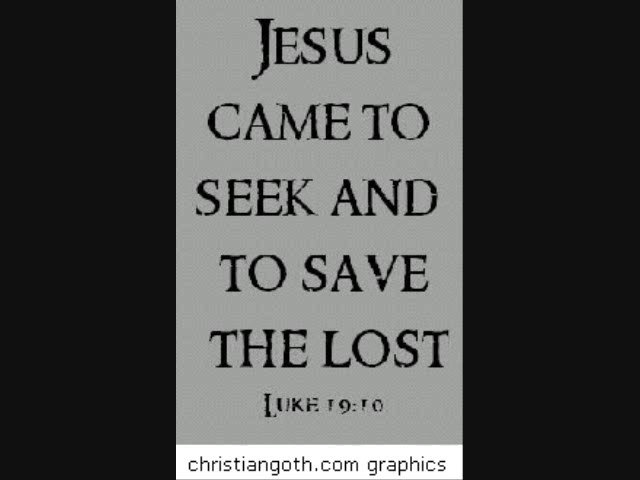 JESUS
CAME TO
SEEK AND
TO SAVE
THE LOST
LUKE 19:10
christiangoth.com graphics